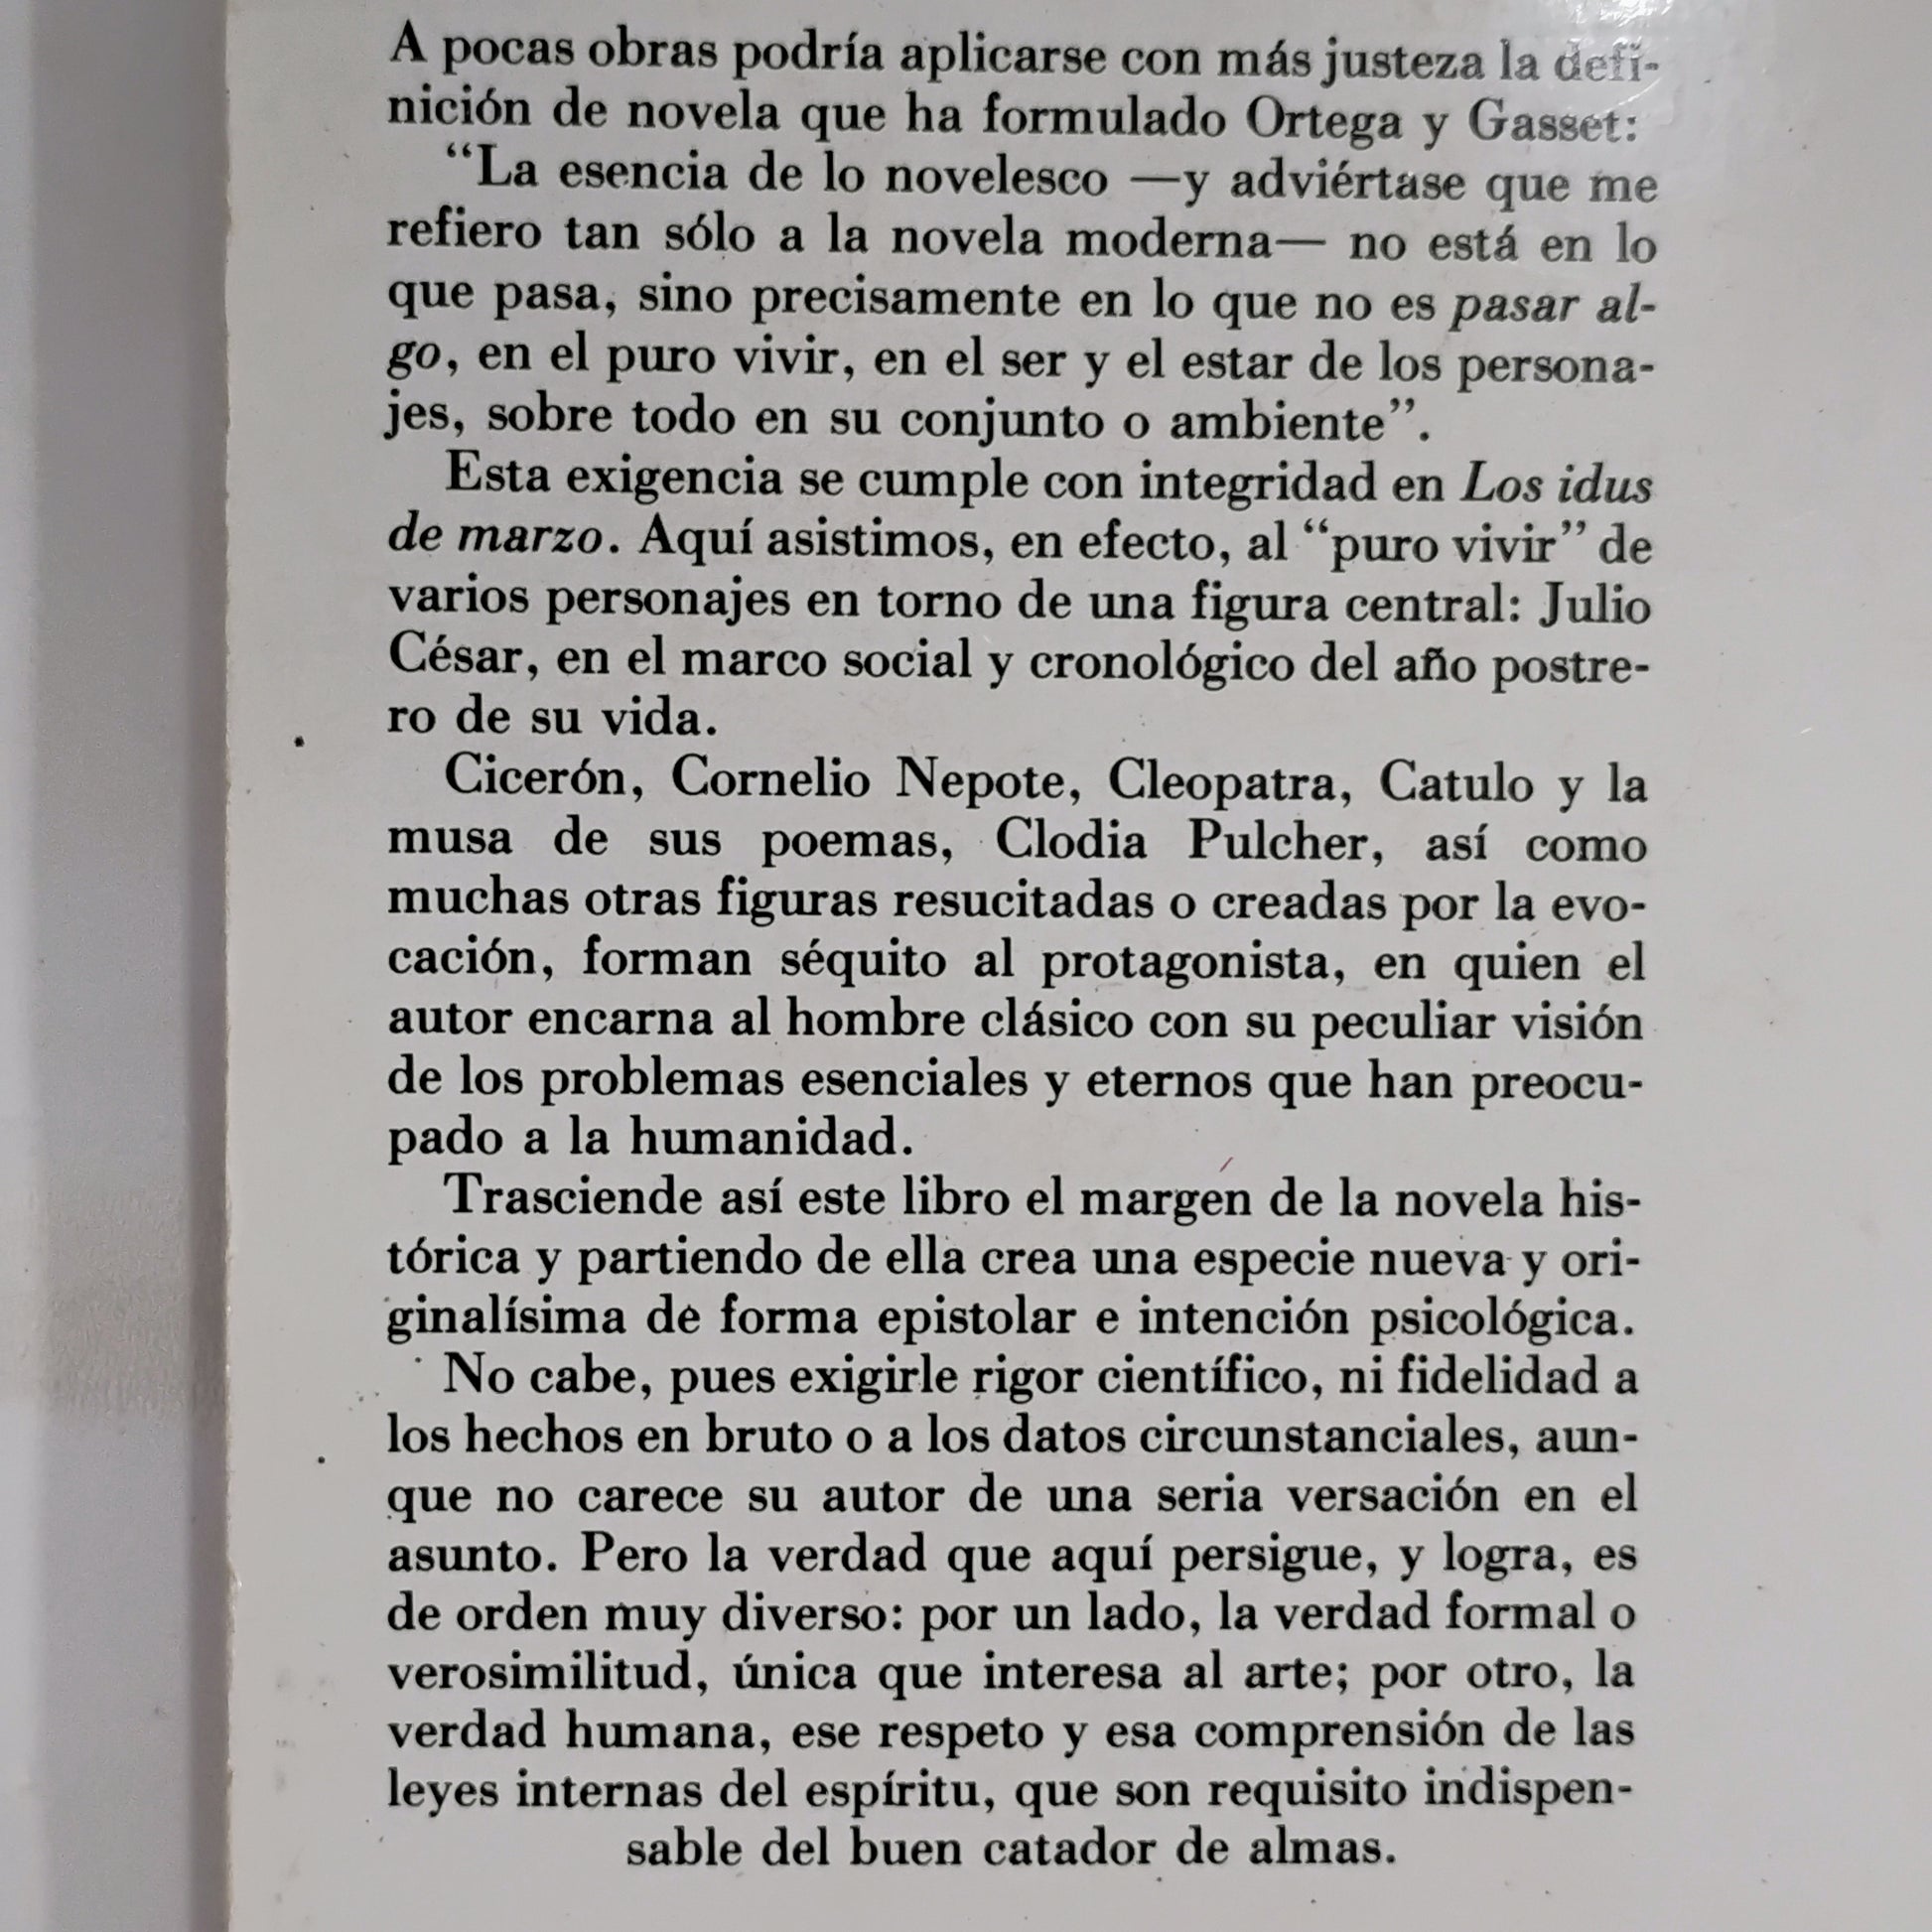 A pocas obras podría aplicarse con más justeza la defi-
nición de novela que ha formulado Ortega y Gasset:
“La esencia de lo novelesco —y adviértase que me
refiero tan sólo a la novela moderna— no está en lo
que pasa, sino precisamente en lo que no es pasar al-
go, en el puro vivir, en el ser y el estar de los persona-
jes, sobre todo en su conjunto o ambiente”.
Esta exigencia se cumple con integridad en Los idus
de marzo. Aquí asistimos, en efecto, al “puro vivir” de
varios personajes en torno de una figura central: Julio
César, en el marco social y cronológico del año postre-
ro de su vida.
Cicerón, Cornelio Nepote, Cleopatra, Catulo y la
musa de sus poemas, Clodia Pulcher, así como
muchas otras figuras resucitadas o creadas por la evo-
cación, forman séquito al protagonista, en quien el
autor encarna al hombre clásico con su peculiar visión
de los problemas esenciales y eternos que han preocu-
pado a la humanidad.
Trasciende así este libro el margen de la novela his-
tórica y partiendo de ella crea una especie nueva y ori-
ginalísima de forma epistolar e intención psicológica.
No cabe, pues exigirle rigor científico, ni fidelidad a
los hechos en bruto o a los datos circunstanciales, aun-
que no carece su autor de una seria versación en el
asunto. Pero la verdad que aquí persigue, y logra, es
de orden muy diverso: por un lado, la verdad formal o
verosimilitud, única que interesa al arte; por otro, la
verdad humana, ese respeto y esa comprensión de las
leyes internas del espíritu, que son requisito indispen-
sable del buen catador de almas.